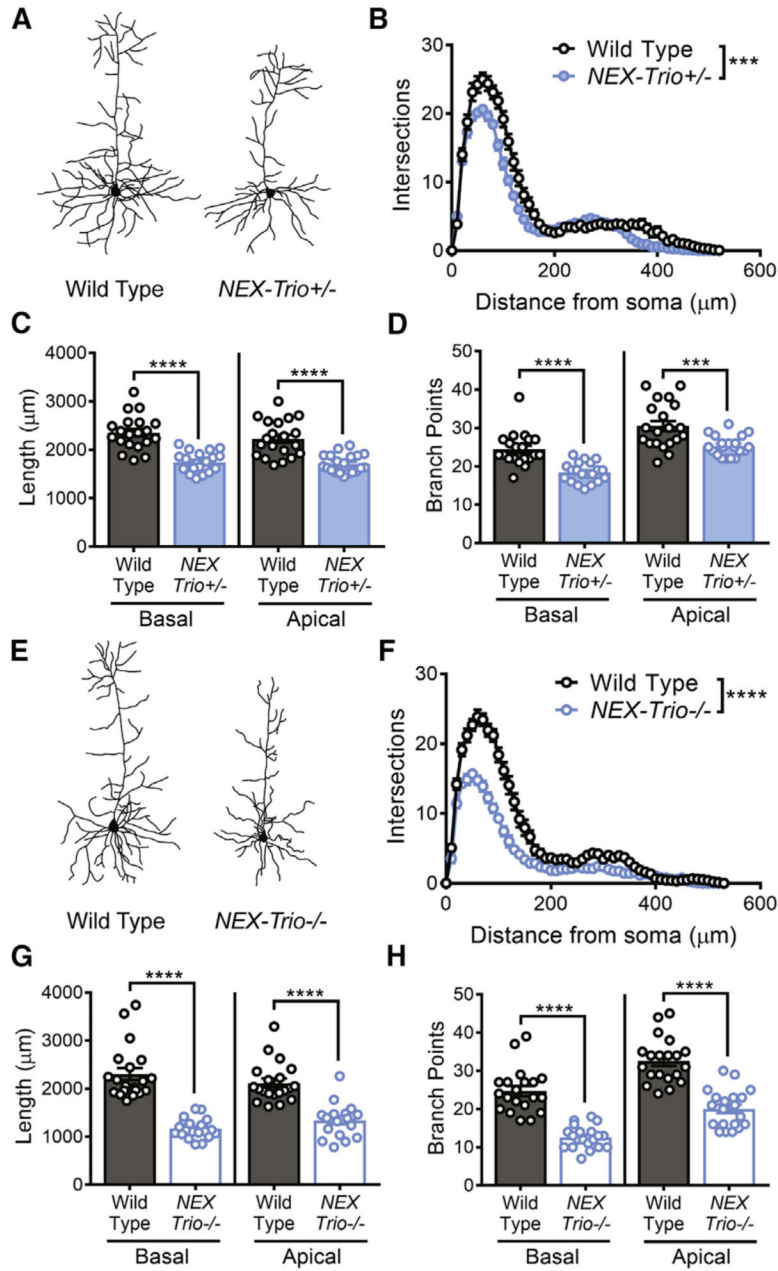 A
Wild Type
NEX-Trio+/-
B
Intersections
30
20
10
0
Wild Type
NEX-Trio+/-
***
0
200
400
600
Distance from soma (μm)
C
Length (μm)
4000
3000
2000
1000
0
****
****
Wild Type
NEX Trio+/-
Wild Type
NEX Trio+/-
Basal
Apical
D
Branch Points
50
40
30
20
10
0
****
***
Wild Type
NEX Trio+/-
Wild Type
NEX Trio+/-
Basal
Apical
E
Wild Type
NEX-Trio-/-
F
Intersections
30
20
10
0
Wild Type
NEX-Trio-/-
****
0
200
400
600
Distance from soma (μm)
G
Length (μm)
4000
3000
2000
1000
0
****
****
Wild Type
NEX Trio-/-
Wild Type
NEX Trio-/-
Basal
Apical
H
Branch Points
50
40
30
20
10
0
****
****
Wild Type
NEX Trio-/-
Wild Type
NEX Trio-/-
Basal
Apical